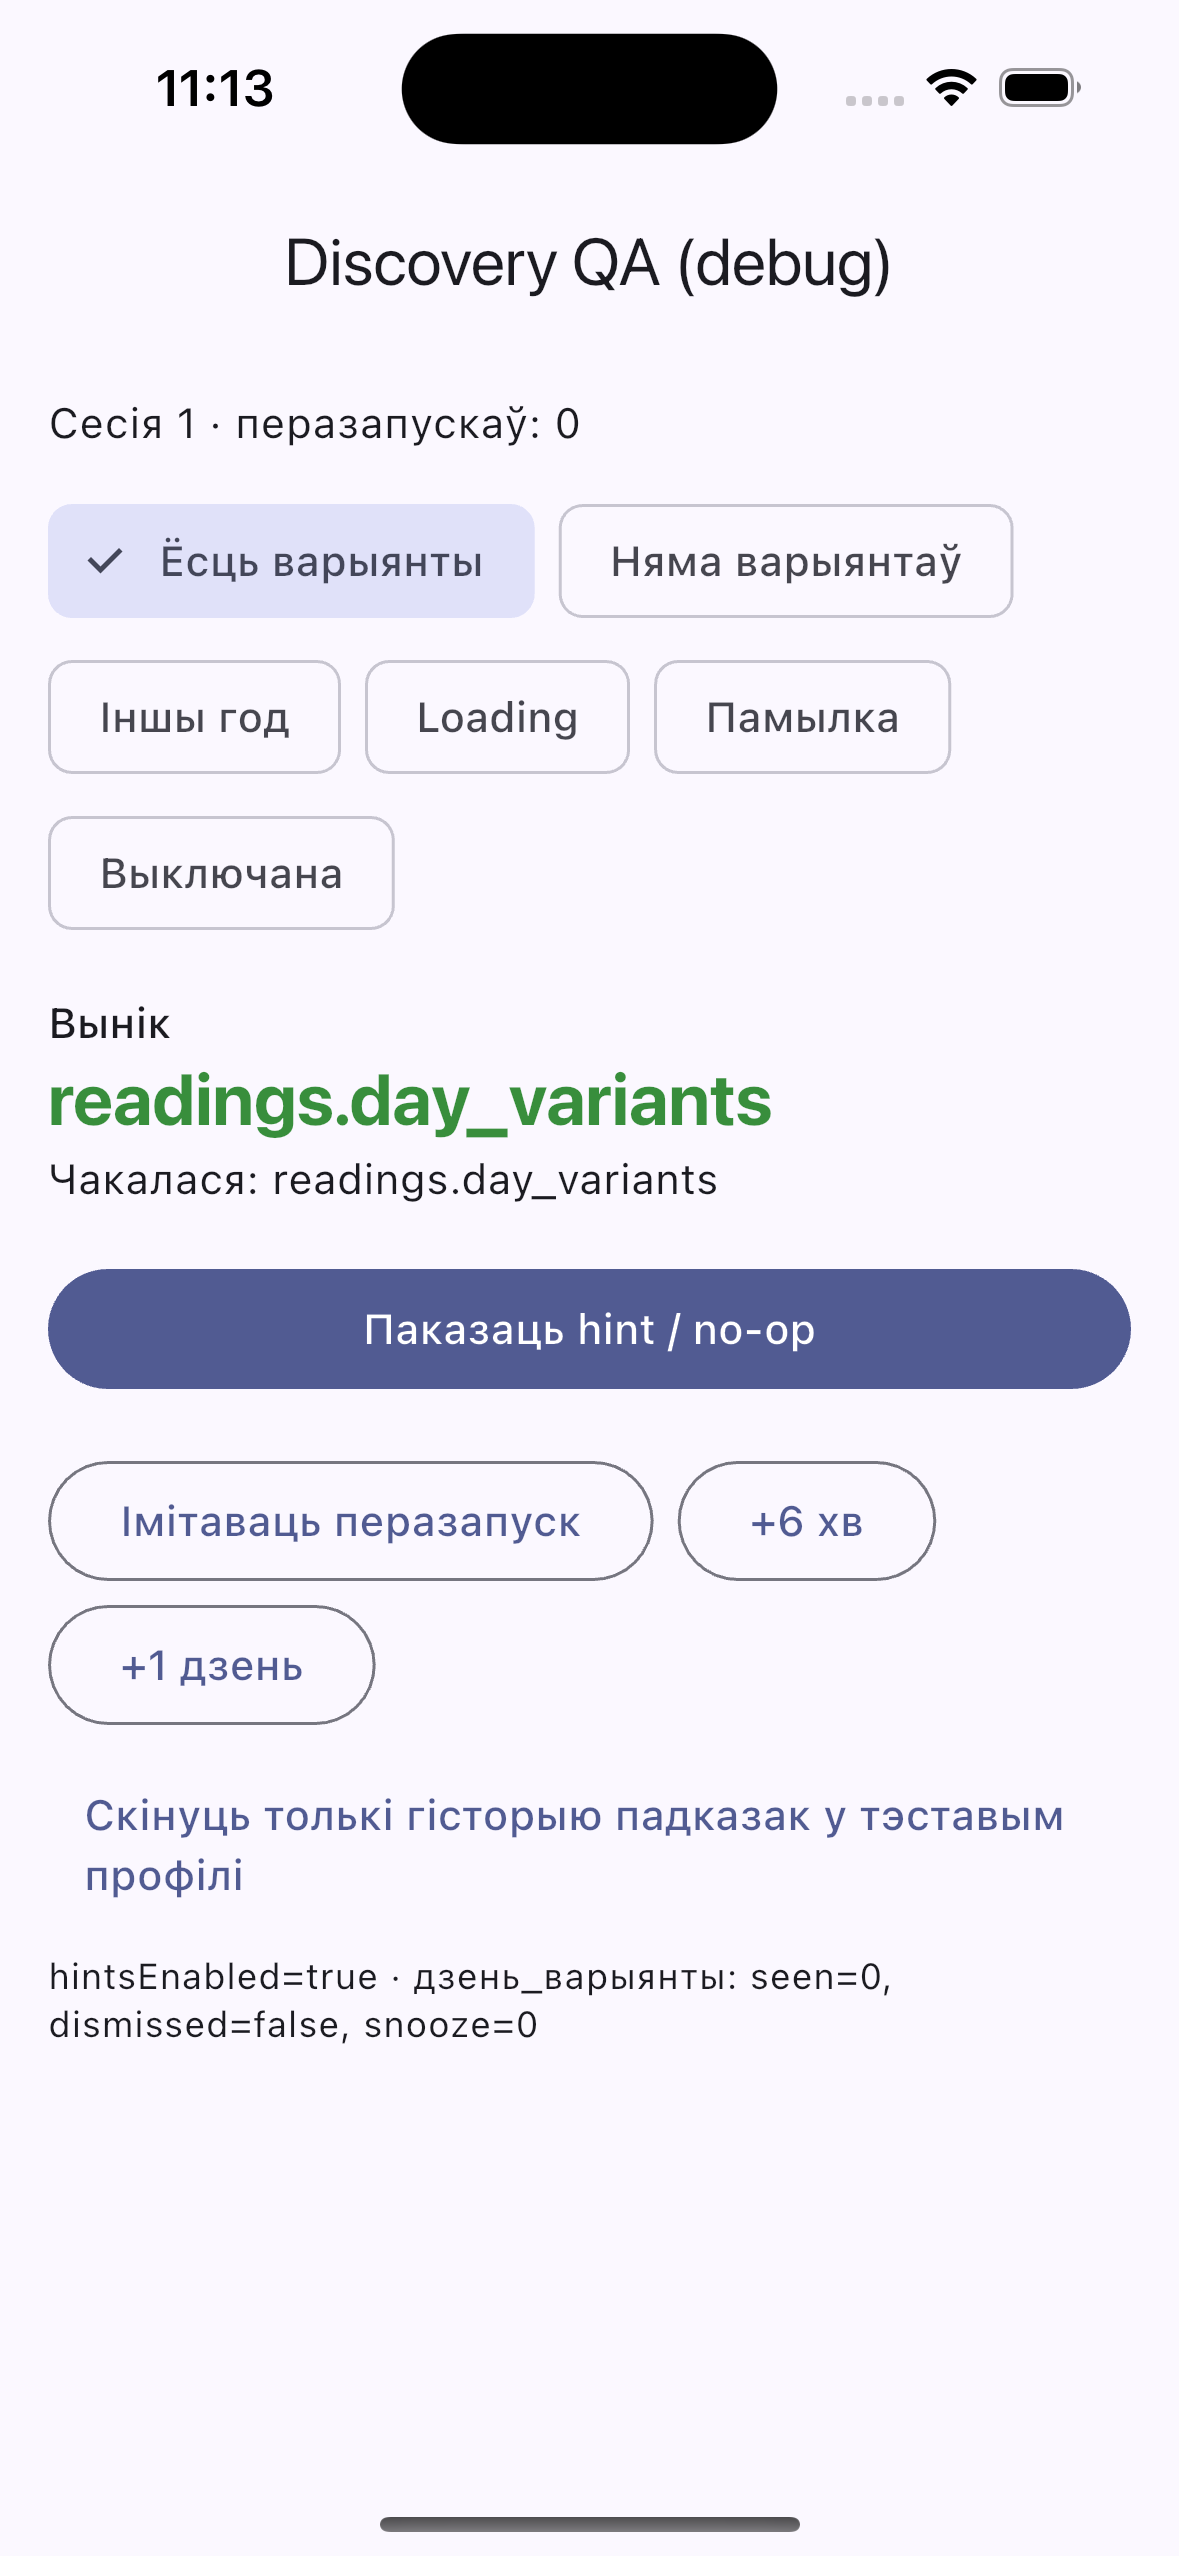 11:13
Discovery QA (debug)
Сесія 1 · перазапускаў: 0
Ёсць варыянты
Няма варыянтаў
Іншы год
Loading
Памылка
Выключана
Вынік
readings.day_variants
Чакалася: readings.day_variants
Паказаць hint / no-op
Імітаваць перазапуск
+6 хв
+1 дзень
Скінуць толькі гісторыю падказак у тэставым
профілі
hintsEnabled=true · дзень_варыянты: seen=0,
dismissed=false, snooze=0